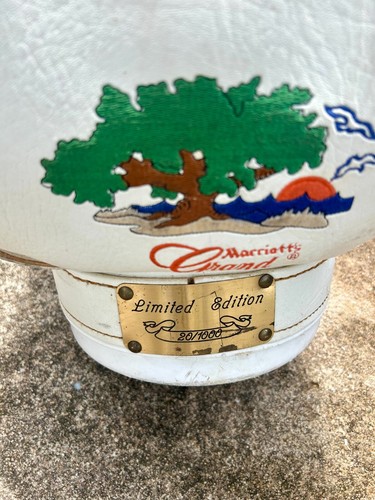 Marriott's
Grand
Limited Edition
20/1000